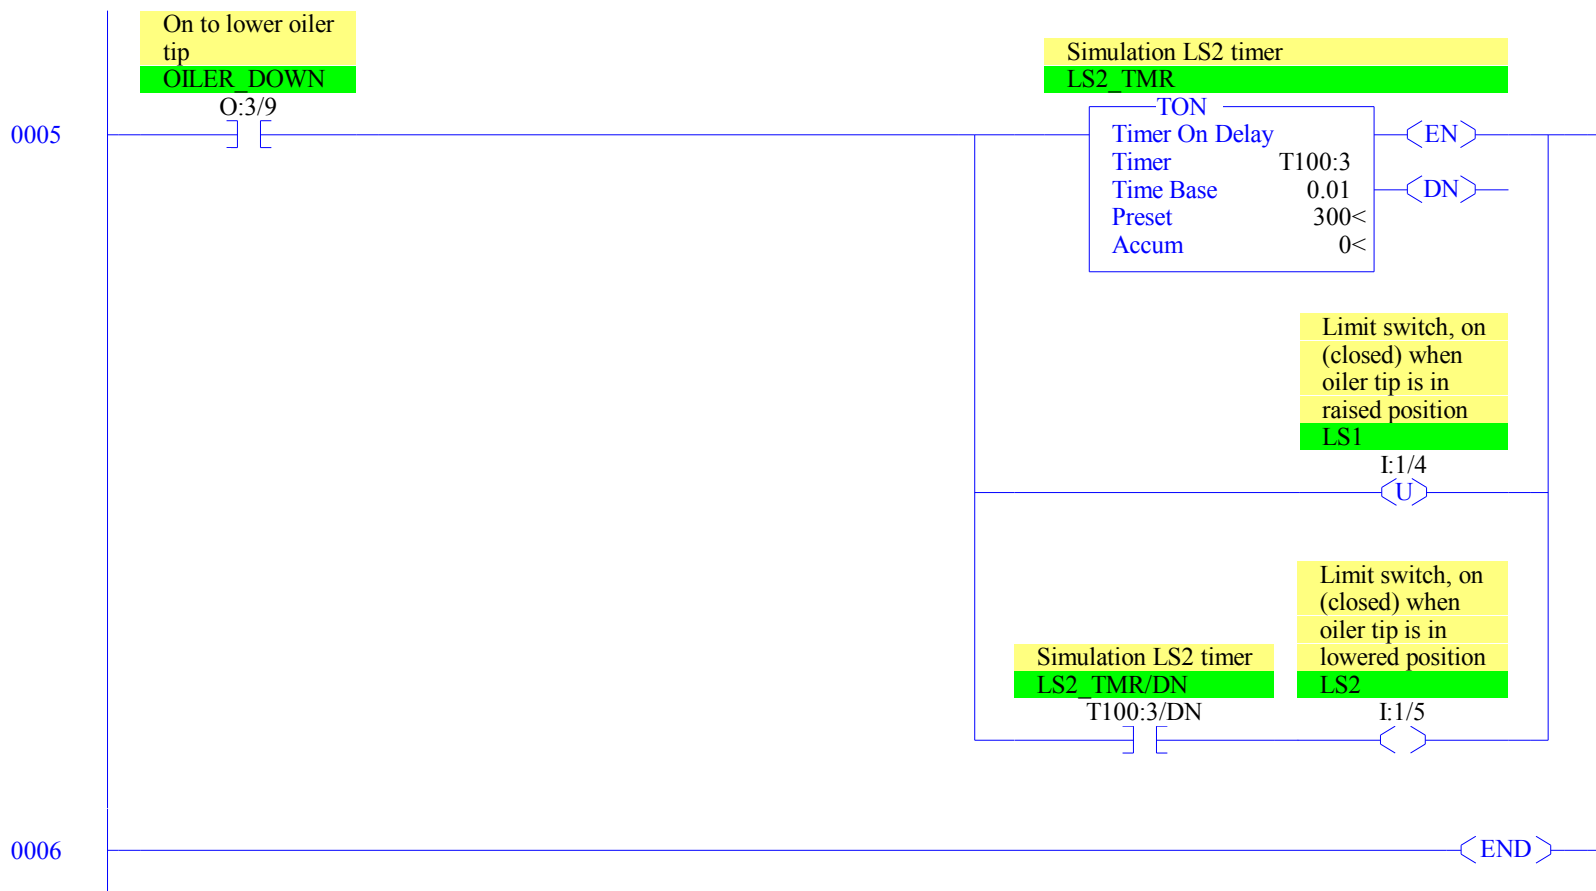 On to lower oiler
tip
OILER_DOWN
O:3/9
0005
Simulation LS2 timer
LS2_TMR
TON
Timer On Delay
Timer T100:3
Time Base 0.01
Preset 300<
Accum 0<
EN
DN
Limit switch, on
(closed) when
oiler tip is in
raised position
LS1
I:1/4
U
Simulation LS2 timer
LS2_TMR/DN
T100:3/DN
Limit switch, on
(closed) when
oiler tip is in
lowered position
LS2
I:1/5
0006
END